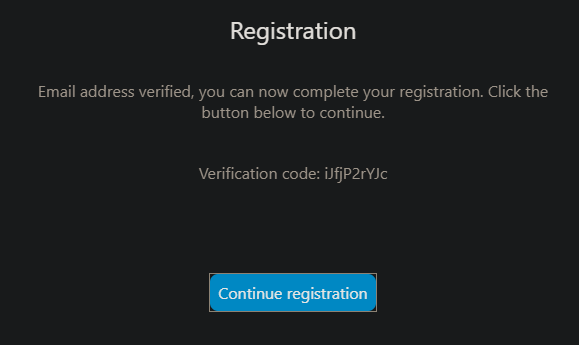 Registration
Email address verified, you can now complete your registration. Click the
button below to continue.
Verification code: iJfjP2rYJc
Continue registration